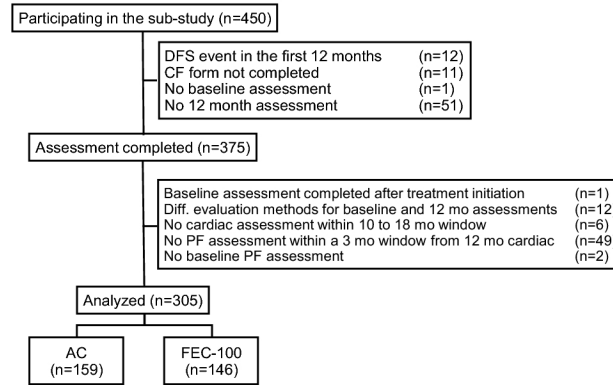 Participating in the sub-study (n=450)
DFS event in the first 12 months (n=12)
CF form not completed (n=11)
No baseline assessment (n=1)
No 12 month assessment (n=51)
Assessment completed (n=375)
Baseline assessment completed after treatment initiation (n=1)
Diff. evaluation methods for baseline and 12 mo assessments (n=12
No cardiac assessment within 10 to 18 mo window (n=6)
No PF assessment within a 3 mo window from 12 mo cardiac (n=49
No baseline PF assessment (n=2)
Analyzed (n=305)
AC
(n=159)
FEC-100
(n=146)